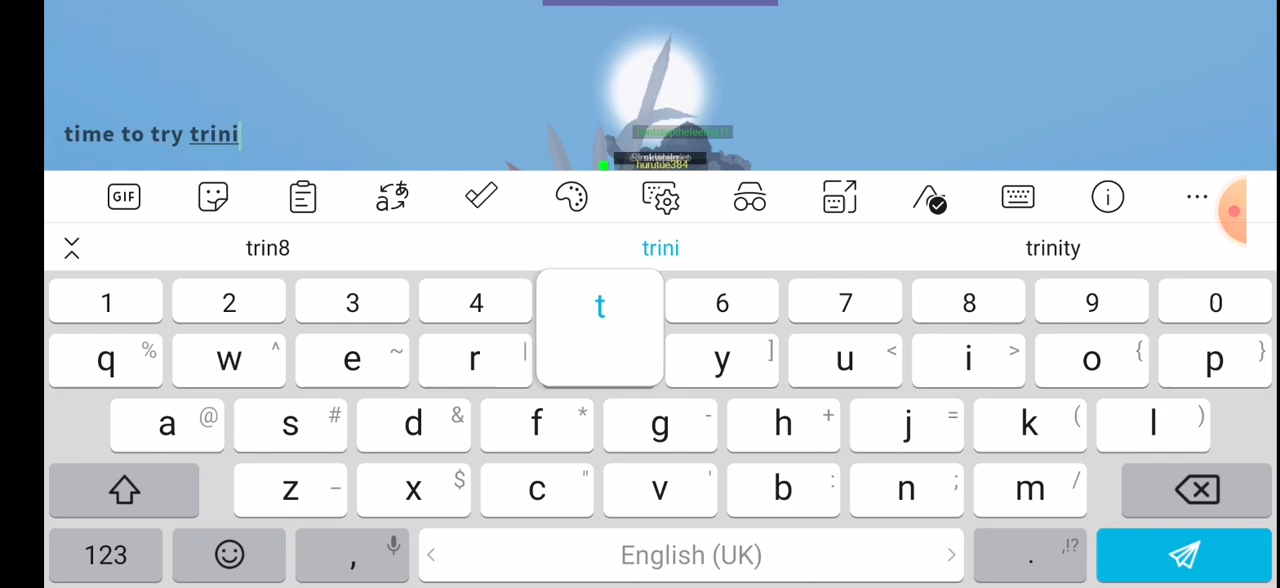 time to try trini
hurutue384
GIF
trin8 trini trinity
1 2 3 4 t 6 7 8 9 0
q % w ^ e ~ r | y ] u < i > o { p }
a @ s # d & f * g - h + j = k ( l )
z _ x $ c " v ' b : n ; m /
123 , < English (UK) > . ,!?